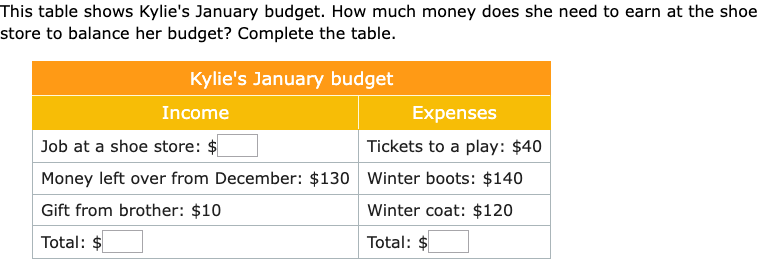 This table shows Kylie's January budget. How much money does she need to earn at the shoe
store to balance her budget? Complete the table.
Kylie's January budget
Income Expenses
Job at a shoe store: $ Tickets to a play: $40
Money left over from December: $130 Winter boots: $140
Gift from brother: $10 Winter coat: $120
Total: $ Total: $